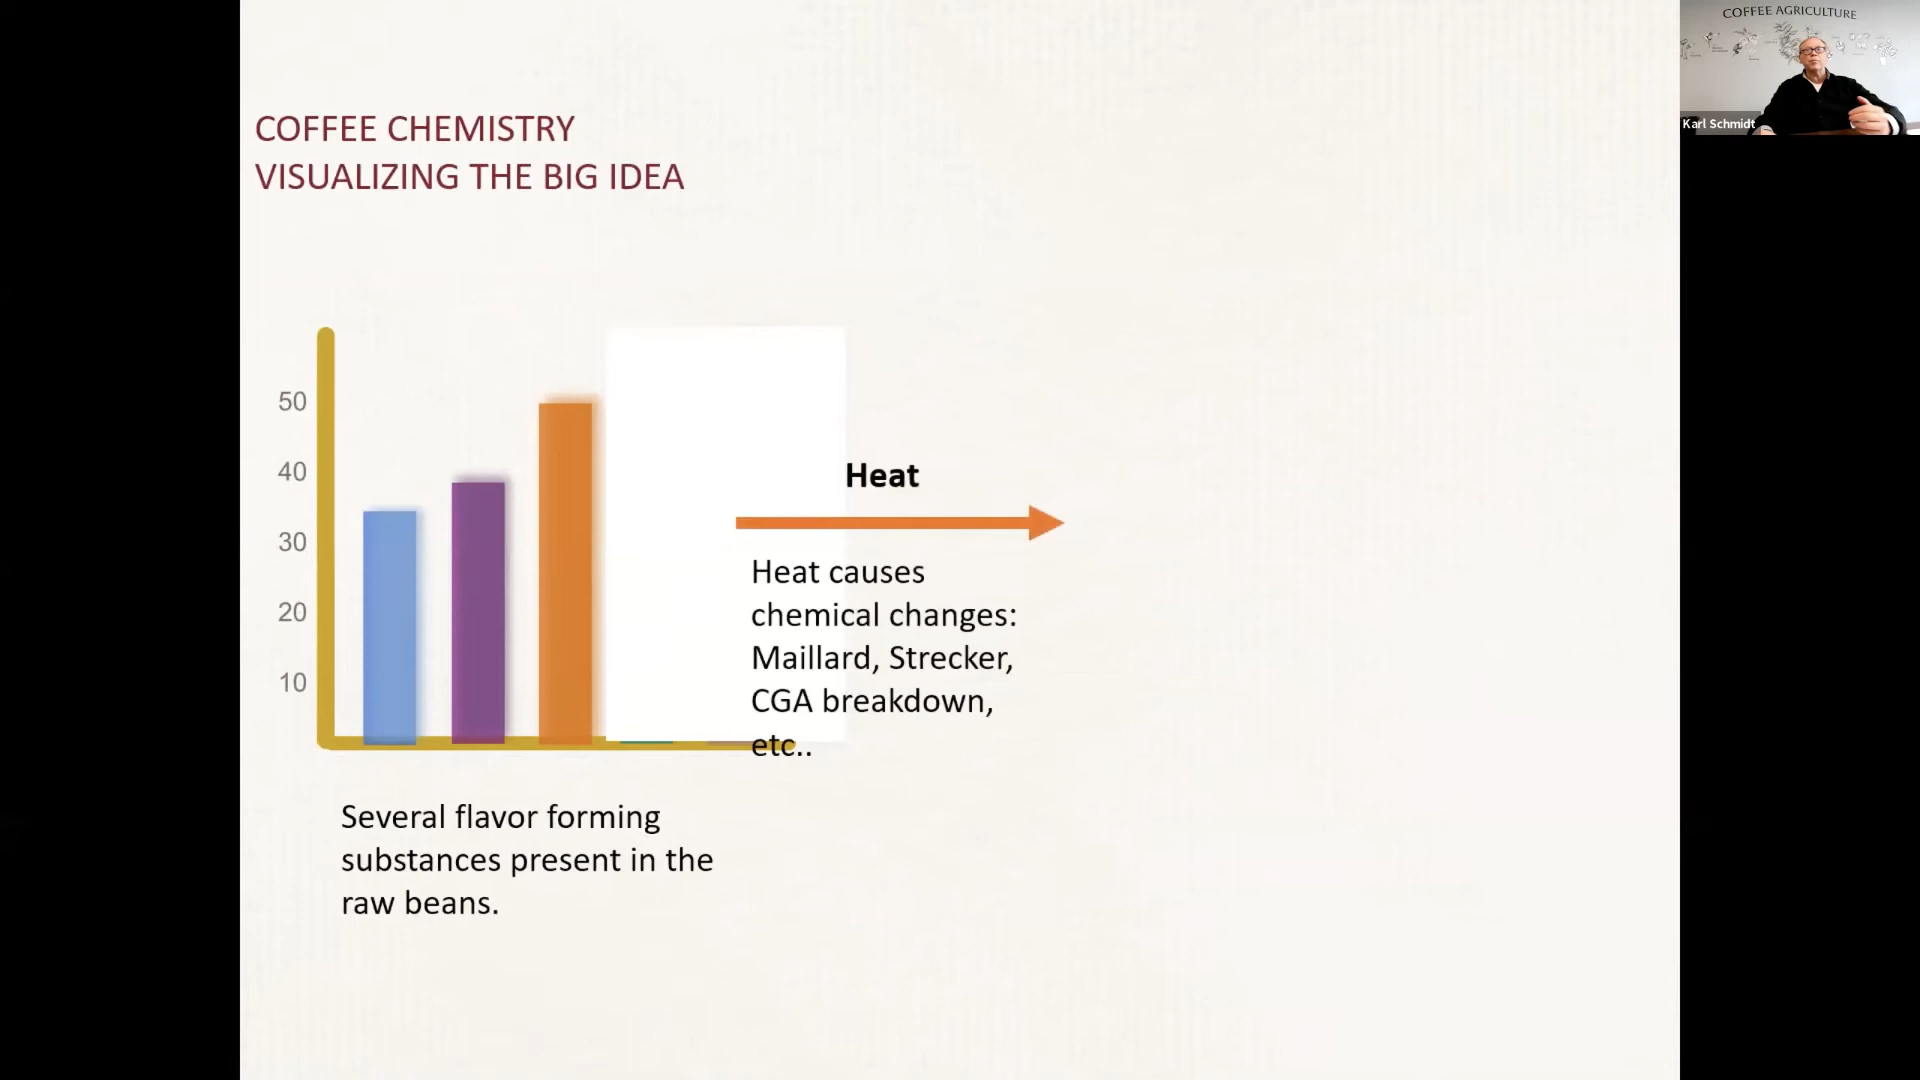 COFFEE AGRICULTURE
Karl Schmidt
COFFEE CHEMISTRY
VISUALIZING THE BIG IDEA
50
40
30
20
10
Heat
Heat causes
chemical changes:
Maillard, Strecker,
CGA breakdown,
etc..
Several flavor forming
substances present in the
raw beans.